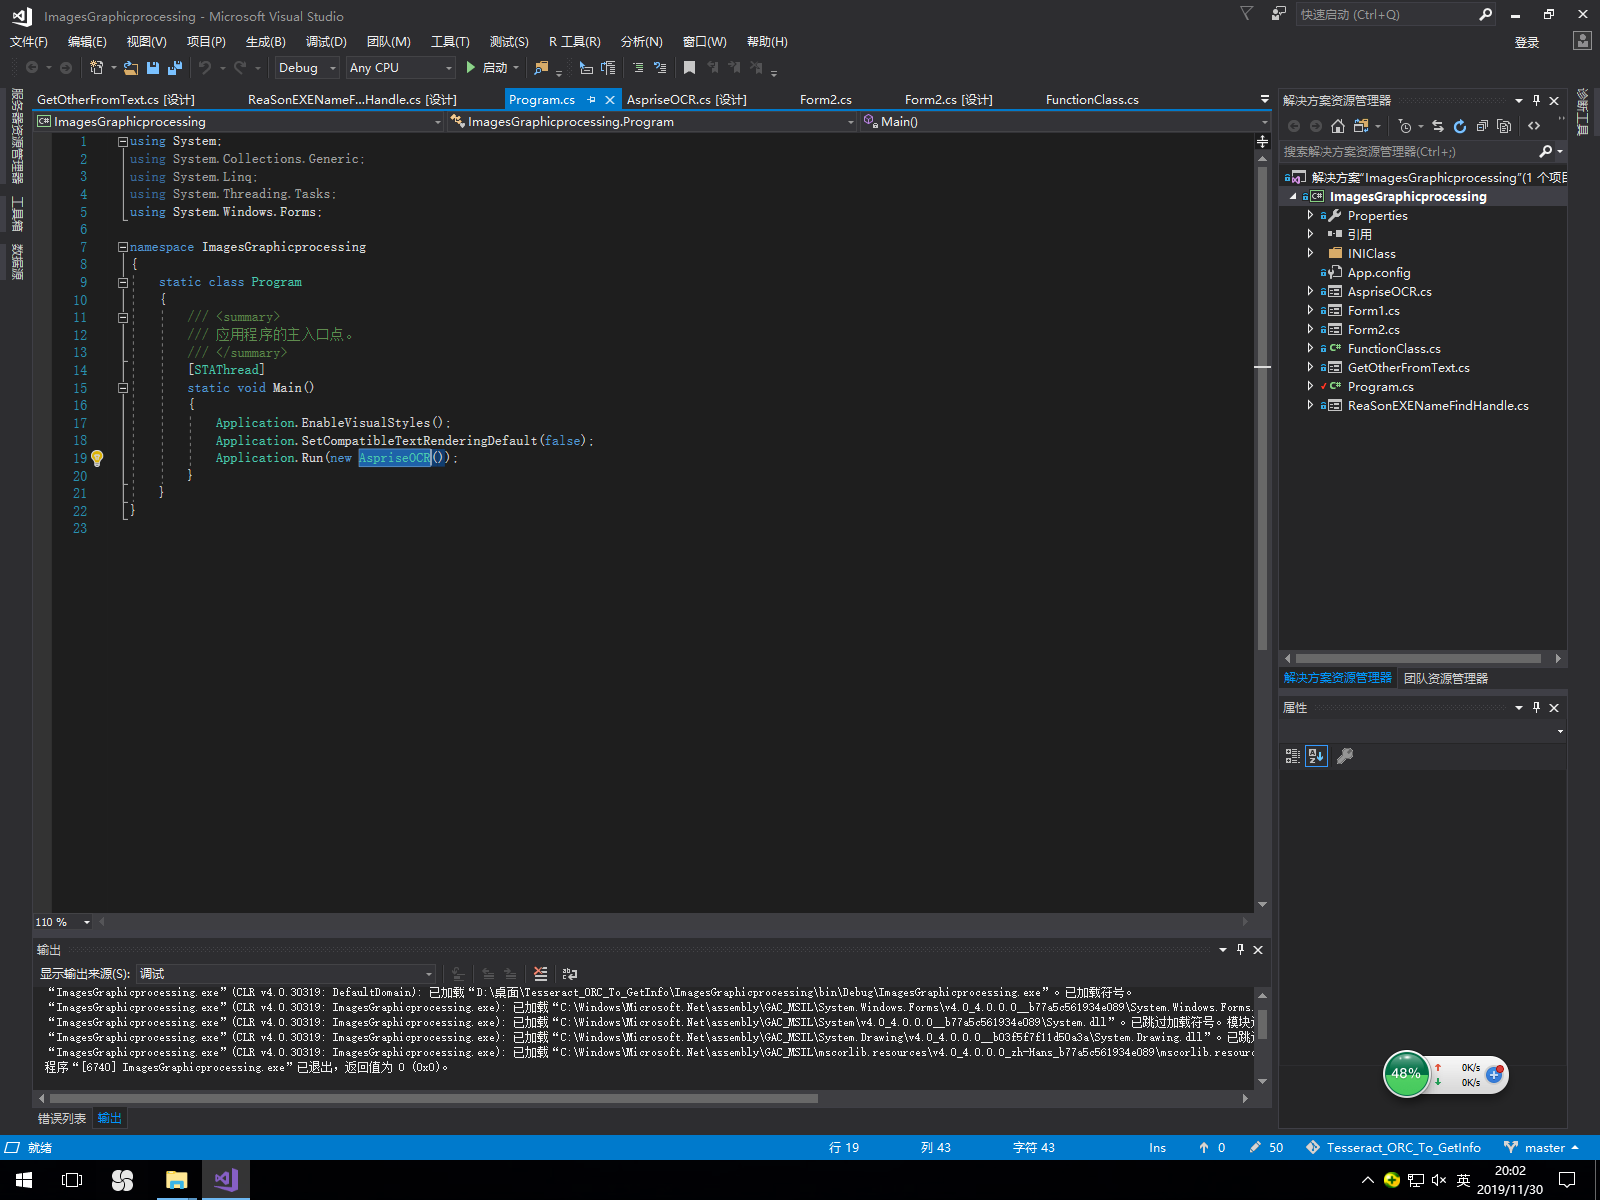 ImagesGraphicprocessing - Microsoft Visual Studio
快速启动 (Ctrl+Q)
文件(F) 编辑(E) 视图(V) 项目(P) 生成(B) 调试(D) 团队(M) 工具(T) 测试(S) R 工具(R) 分析(N) 窗口(W) 帮助(H)
登录
Debug Any CPU 启动
服务器资源管理器
工具箱
数据源
GetOtherFromText.cs [设计] ReaSonEXENameF...Handle.cs [设计] Program.cs AspriseOCR.cs [设计] Form2.cs Form2.cs [设计] FunctionClass.cs
ImagesGraphicprocessing ImagesGraphicprocessing.Program Main()
1 using System;
2 using System.Collections.Generic;
3 using System.Linq;
4 using System.Threading.Tasks;
5 using System.Windows.Forms;
6
7 namespace ImagesGraphicprocessing
8 {
9 static class Program
10 {
11 /// <summary>
12 /// 应用程序的主入口点。
13 /// </summary>
14 [STAThread]
15 static void Main()
16 {
17 Application.EnableVisualStyles();
18 Application.SetCompatibleTextRenderingDefault(false);
19 Application.Run(new AspriseOCR());
20 }
21 }
22 }
23
110 %
输出
显示输出来源(S): 调试
“ImagesGraphicprocessing.exe”(CLR v4.0.30319: DefaultDomain): 已加载“D:\桌面\Tesseract_ORC_To_GetInfo\ImagesGraphicprocessing\bin\Debug\ImagesGraphicprocessing.exe”。已加载符号。
“ImagesGraphicprocessing.exe”(CLR v4.0.30319: ImagesGraphicprocessing.exe): 已加载“C:\Windows\Microsoft.Net\assembly\GAC_MSIL\System.Windows.Forms\v4.0_4.0.0.0__b77a5c561934e089\System.Windows.Forms.
“ImagesGraphicprocessing.exe”(CLR v4.0.30319: ImagesGraphicprocessing.exe): 已加载“C:\Windows\Microsoft.Net\assembly\GAC_MSIL\System\v4.0_4.0.0.0__b77a5c561934e089\System.dll”。已跳过加载符号。模块
“ImagesGraphicprocessing.exe”(CLR v4.0.30319: ImagesGraphicprocessing.exe): 已加载“C:\Windows\Microsoft.Net\assembly\GAC_MSIL\System.Drawing\v4.0_4.0.0.0__b03f5f7f11d50a3a\System.Drawing.dll”。已跳
“ImagesGraphicprocessing.exe”(CLR v4.0.30319: ImagesGraphicprocessing.exe): 已加载“C:\Windows\Microsoft.Net\assembly\GAC_MSIL\mscorlib.resources\v4.0_4.0.0.0_zh-Hans_b77a5c561934e089\mscorlib.resour
程序“[6740] ImagesGraphicprocessing.exe”已退出，返回值为 0 (0x0)。
错误列表 输出
解决方案资源管理器
搜索解决方案资源管理器(Ctrl+;)
解决方案“ImagesGraphicprocessing”(1 个项目
ImagesGraphicprocessing
Properties
引用
INIClass
App.config
AspriseOCR.cs
Form1.cs
Form2.cs
FunctionClass.cs
GetOtherFromText.cs
Program.cs
ReaSonEXENameFindHandle.cs
解决方案资源管理器 团队资源管理器
属性
诊断工具
48% 0K/s
0K/s
就绪 行 19 列 43 字符 43 Ins 0 50 Tesseract_ORC_To_GetInfo master
英
20:02
2019/11/30